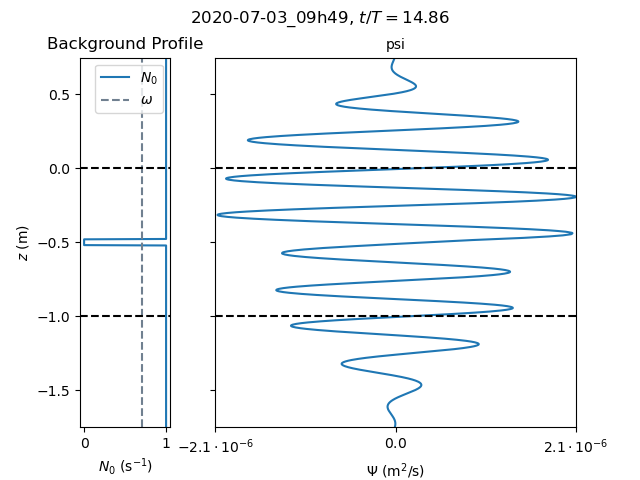 2020-07-03_09h49, t/T = 14.86
Background Profile
psi
N₀
ω
0.5
0.0
−0.5
−1.0
−1.5
z (m)
0 1
−2.1 · 10⁻⁶ 0.0 2.1 · 10⁻⁶
N₀ (s⁻¹)
Ψ (m²/s)